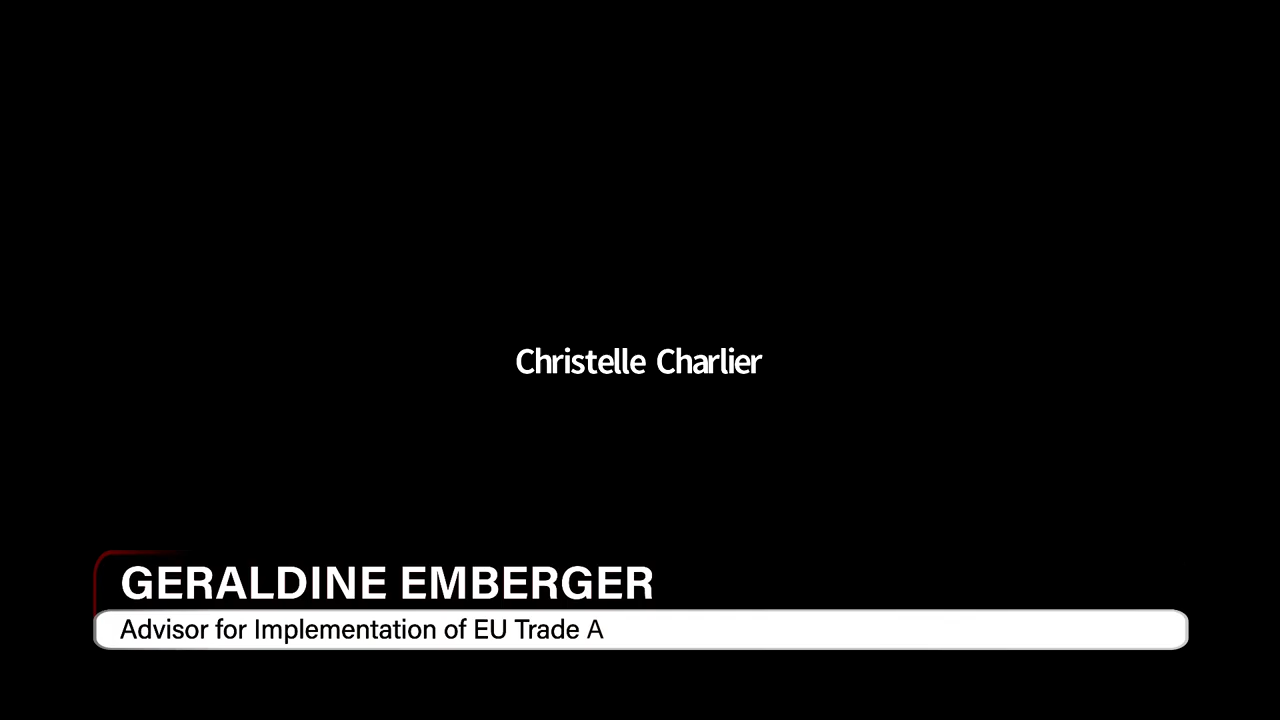 Christelle Charlier
GERALDINE EMBERGER
Advisor for Implementation of EU Trade A